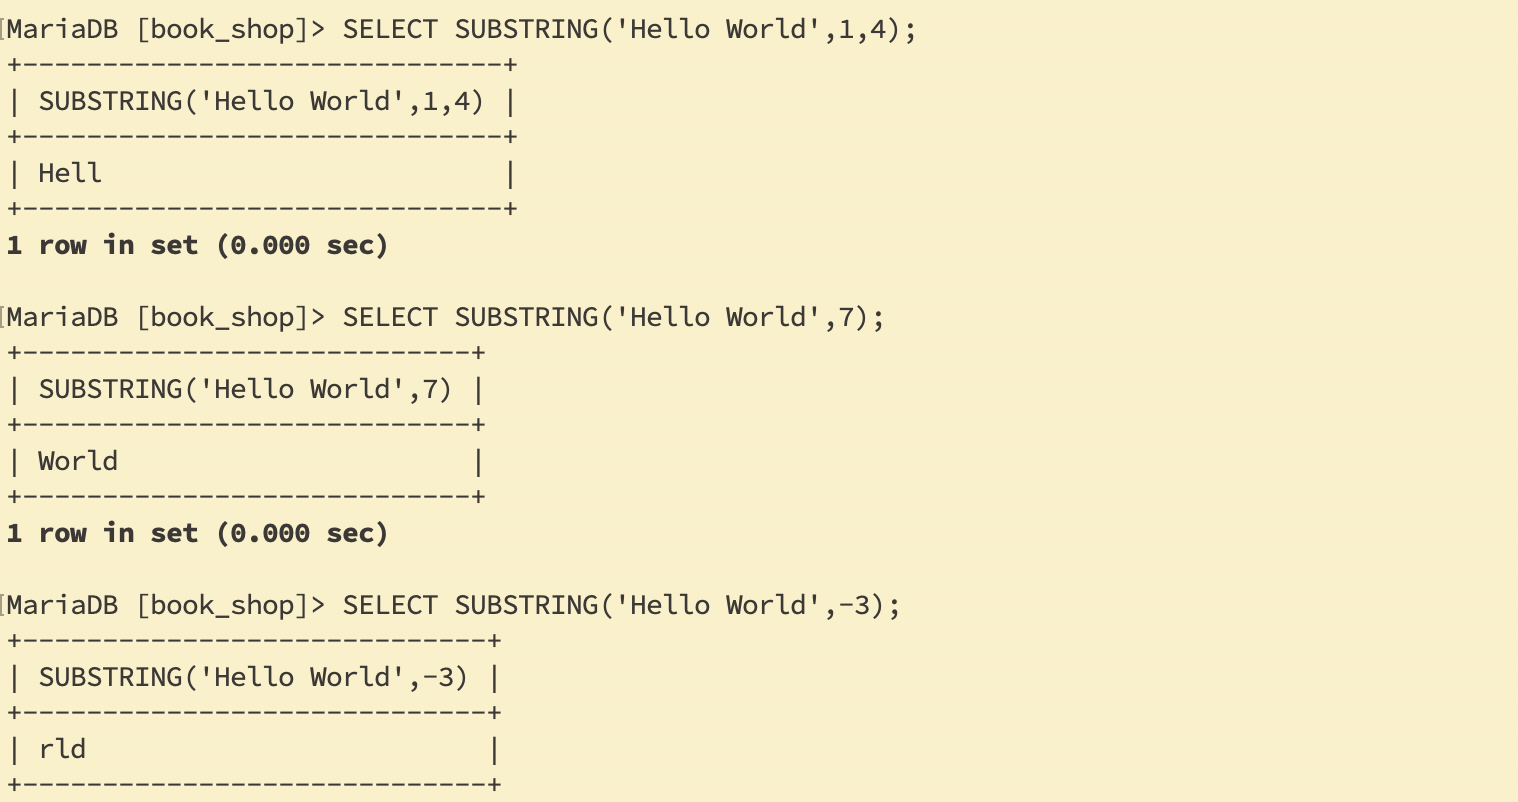 [MariaDB [book_shop]> SELECT SUBSTRING('Hello World',1,4);
+------------------------------+
| SUBSTRING('Hello World',1,4) |
+------------------------------+
| Hell                         |
+------------------------------+
1 row in set (0.000 sec)

[MariaDB [book_shop]> SELECT SUBSTRING('Hello World',7);
+----------------------------+
| SUBSTRING('Hello World',7) |
+----------------------------+
| World                      |
+----------------------------+
1 row in set (0.000 sec)

[MariaDB [book_shop]> SELECT SUBSTRING('Hello World',-3);
+-----------------------------+
| SUBSTRING('Hello World',-3) |
+-----------------------------+
| rld                         |
+-----------------------------+